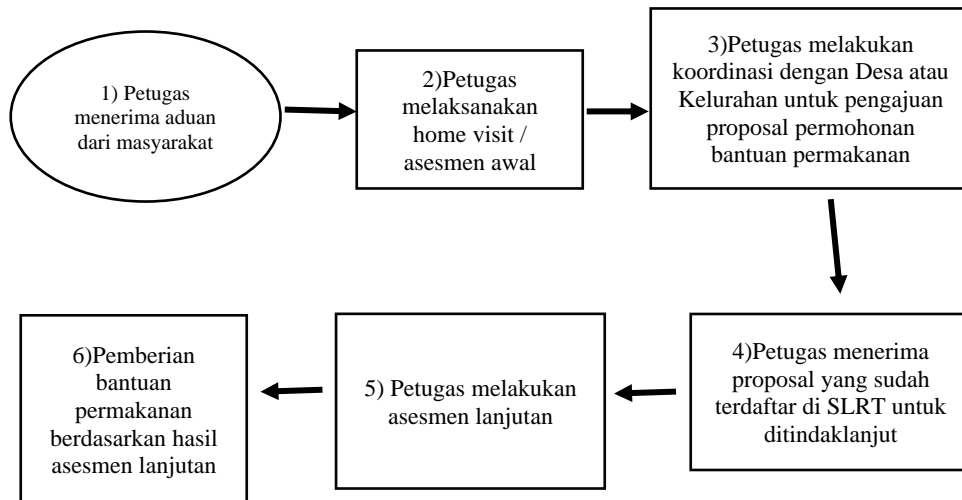 1) Petugas
menerima aduan
dari masyarakat
2)Petugas
melaksanakan
home visit /
asesmen awal
3)Petugas melakukan
koordinasi dengan Desa atau
Kelurahan untuk pengajuan
proposal permohonan
bantuan permakanan
4)Petugas menerima
proposal yang sudah
terdaftar di SLRT untuk
ditindaklanjut
5) Petugas melakukan
asesmen lanjutan
6)Pemberian
bantuan
permakanan
berdasarkan hasil
asesmen lanjutan